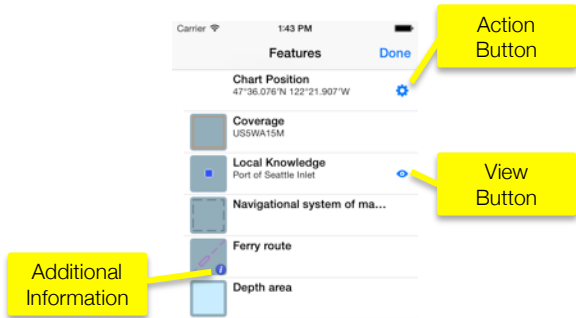 Carrier 1:43 PM
Features Done
Action
Button
Chart Position
47°36.076'N 122°21.907'W
Coverage
US5WA15M
Local Knowledge
Port of Seattle Inlet
View
Button
Navigational system of ma...
Ferry route
i
Additional
Information
Depth area